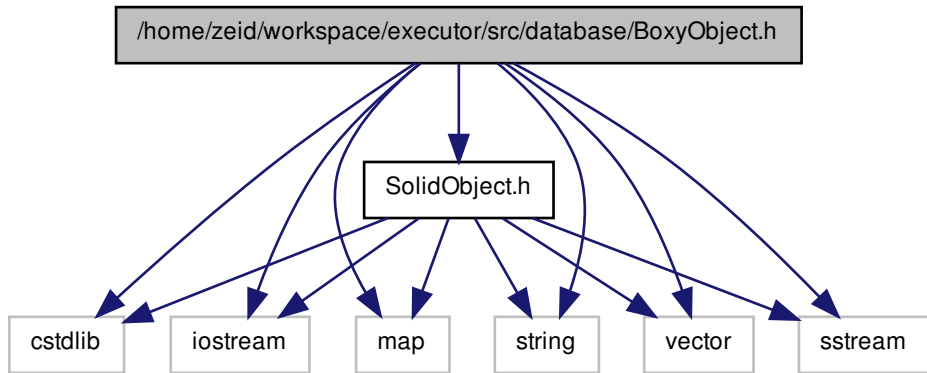 /home/zeid/workspace/executor/src/database/BoxyObject.h
SolidObject.h
cstdlib
iostream
map
string
vector
sstream